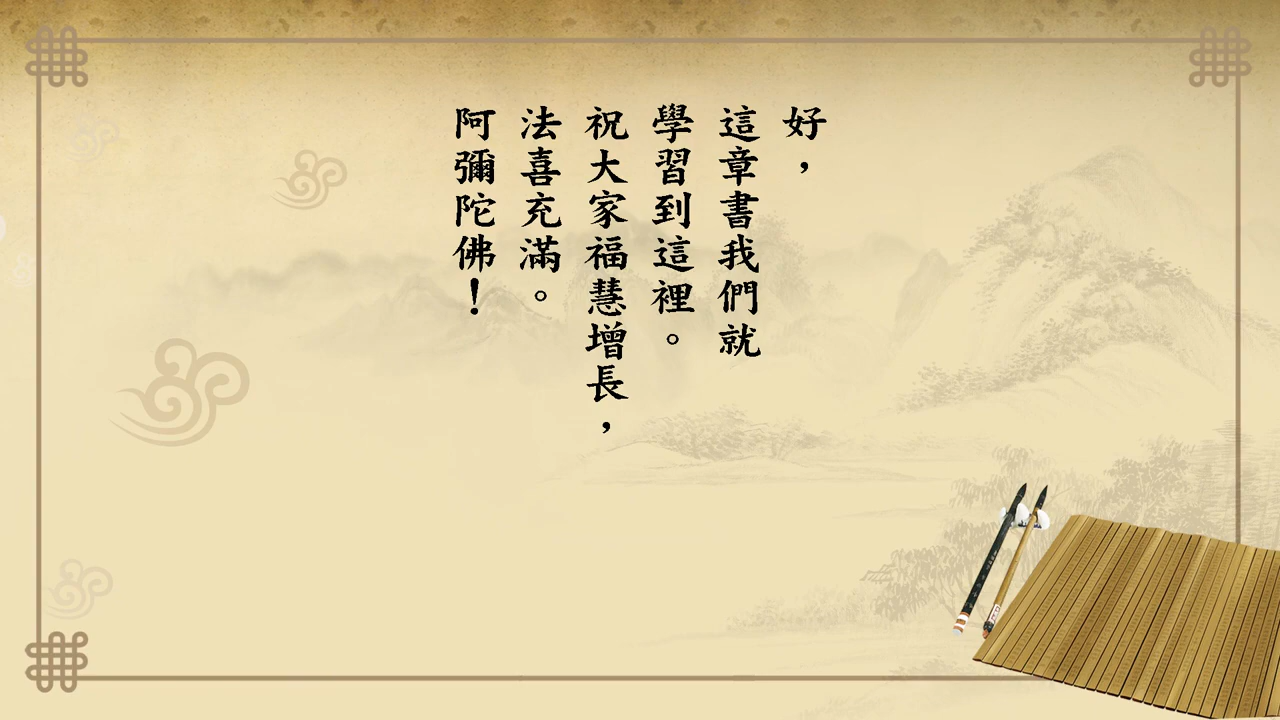 好，
這章書我們就
學習到這裡。
祝大家福慧增長，
法喜充滿。
阿彌陀佛！